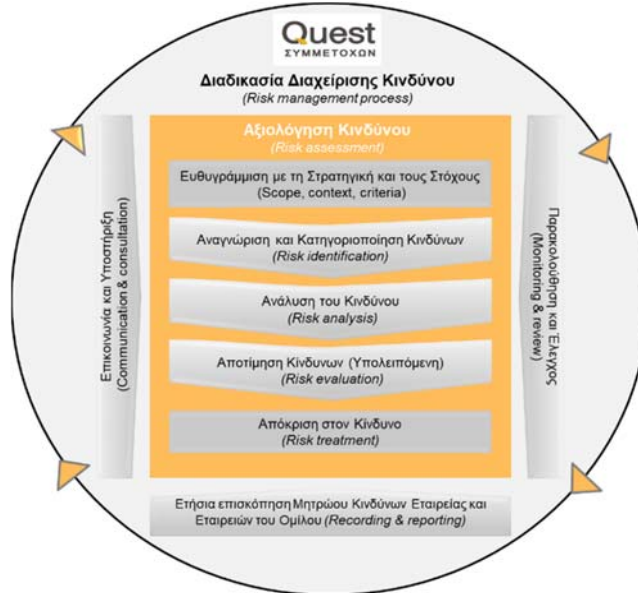 Quest
ΣΥΜΜΕΤΟΧΩΝ
Διαδικασία Διαχείρισης Κινδύνου
(Risk management process)
Αξιολόγηση Κινδύνου
(Risk assessment)
Ευθυγράμμιση με τη Στρατηγική και τους Στόχους
(Scope, context, criteria)
Αναγνώριση και Κατηγοριοποίηση Κινδύνων
(Risk identification)
Ανάλυση του Κινδύνου
(Risk analysis)
Αποτίμηση Κίνδυνων (Υπολειπόμενη)
(Risk evaluation)
Απόκριση στον Κίνδυνο
(Risk treatment)
Επικοινωνία και Υποστήριξη
(Communication & consultation)
Παρακολούθηση και Έλεγχος
(Monitoring & review)
Ετήσια επισκόπηση Μητρώου Κινδύνων Εταιρείας και
Εταιρειών του Ομίλου (Recording & reporting)